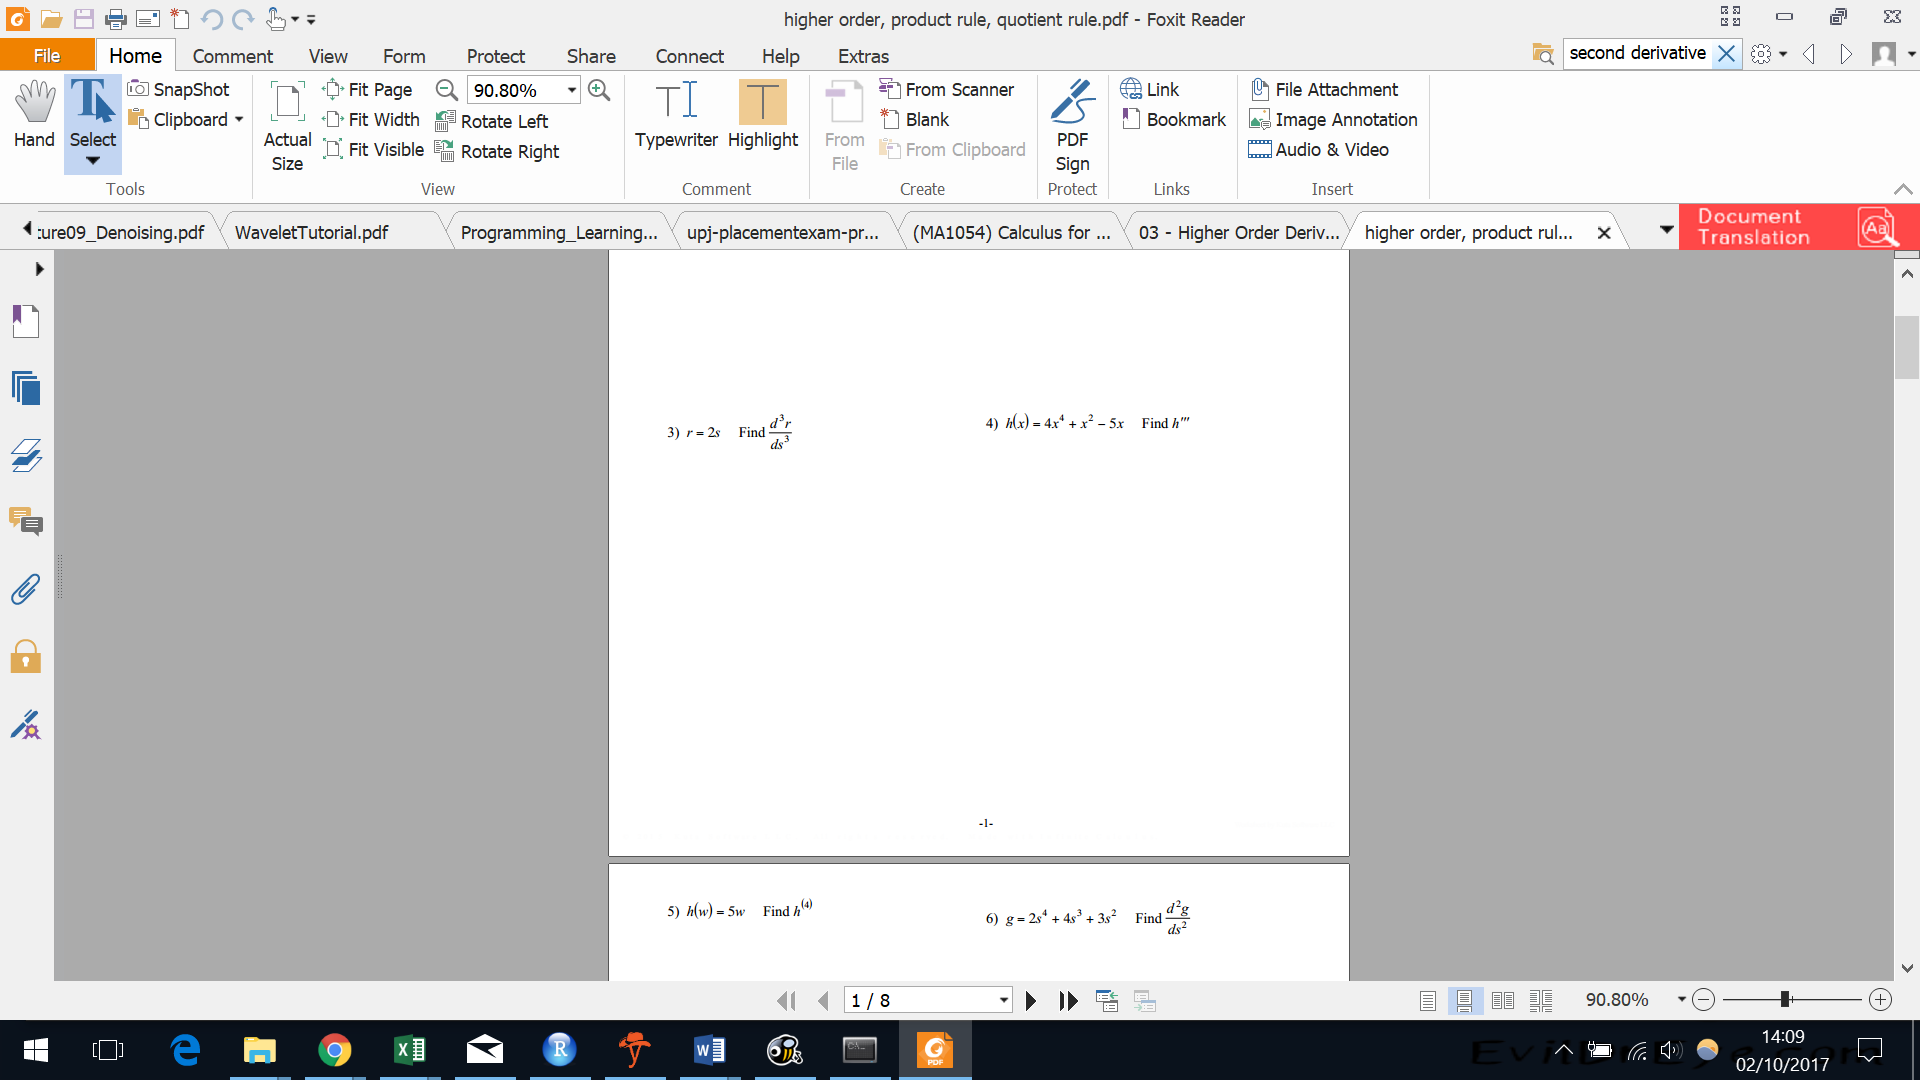 higher order, product rule, quotient rule.pdf - Foxit Reader
File Home Comment View Form Protect Share Connect Help Extras second derivative
Hand Select SnapShot Clipboard Tools
Actual Size Fit Page Fit Width Fit Visible 90.80% Rotate Left Rotate Right View
Typewriter Highlight Comment
From File From Scanner Blank From Clipboard Create
PDF Sign Protect
Link Bookmark Links
File Attachment Image Annotation Audio & Video Insert
:ure09_Denoising.pdf WaveletTutorial.pdf Programming_Learning... upj-placementexam-pr... (MA1054) Calculus for ... 03 - Higher Order Deriv... higher order, product rul... Document Translation
3) r = 2s Find d³r/ds³
4) h(x) = 4x⁴ + x² − 5x Find h′′′
-1-
5) h(w) = 5w Find h⁽⁴⁾
6) g = 2s⁴ + 4s³ + 3s² Find d²g/ds²
1 / 8 90.80%
14:09
02/10/2017